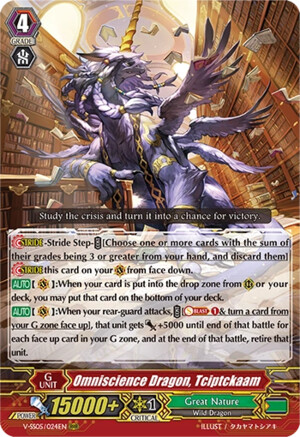 4
GRADE
Study the crisis and turn it into a chance for victory.
STRIDE -Stride Step- [Choose one or more cards with the sum of
their grades being 3 or greater from your hand, and discard them]
STRIDE this card on your from face down.
AUTO [ ]:When your card is put into the drop zone from or your
deck, you may put that card on the bottom of your deck.
AUTO [ ]:When your rear-guard attacks, [SOUL BLAST 1 & turn a card from
your G zone face up], that unit gets +5000 until end of that battle for
each face up card in your G zone, and at the end of that battle, retire that
unit.
G UNIT
Omniscience Dragon, Tciptckaam
POWER 15000+
1
CRITICAL
Great Nature
Wild Dragon
V-SS05/024EN RRR
ILLUST / タカヤマトシアキ